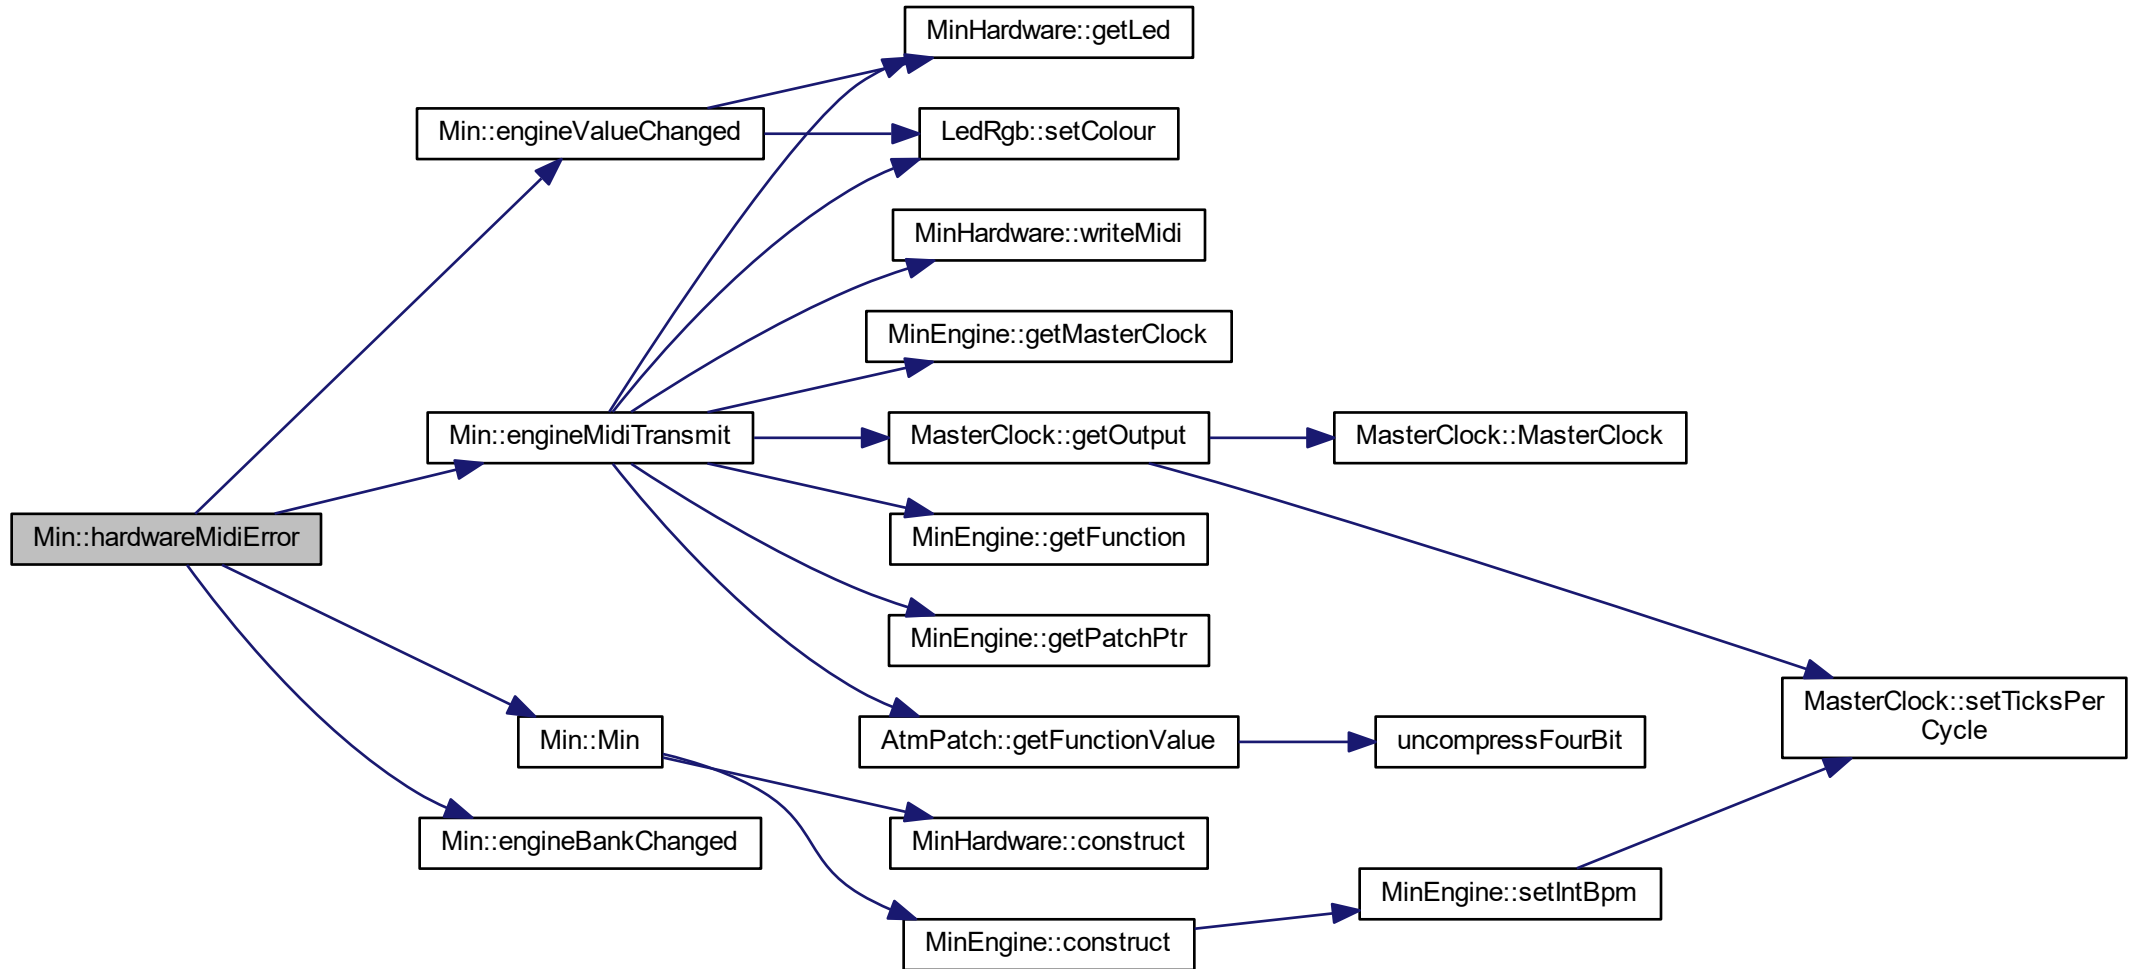 MinHardware::getLed
Min::engineValueChanged
LedRgb::setColour
MinHardware::writeMidi
MinEngine::getMasterClock
Min::engineMidiTransmit
MasterClock::getOutput
MasterClock::MasterClock
Min::hardwareMidiError
MinEngine::getFunction
MinEngine::getPatchPtr
MasterClock::setTicksPer
Cycle
Min::Min
AtmPatch::getFunctionValue
uncompressFourBit
Min::engineBankChanged
MinHardware::construct
MinEngine::setIntBpm
MinEngine::construct